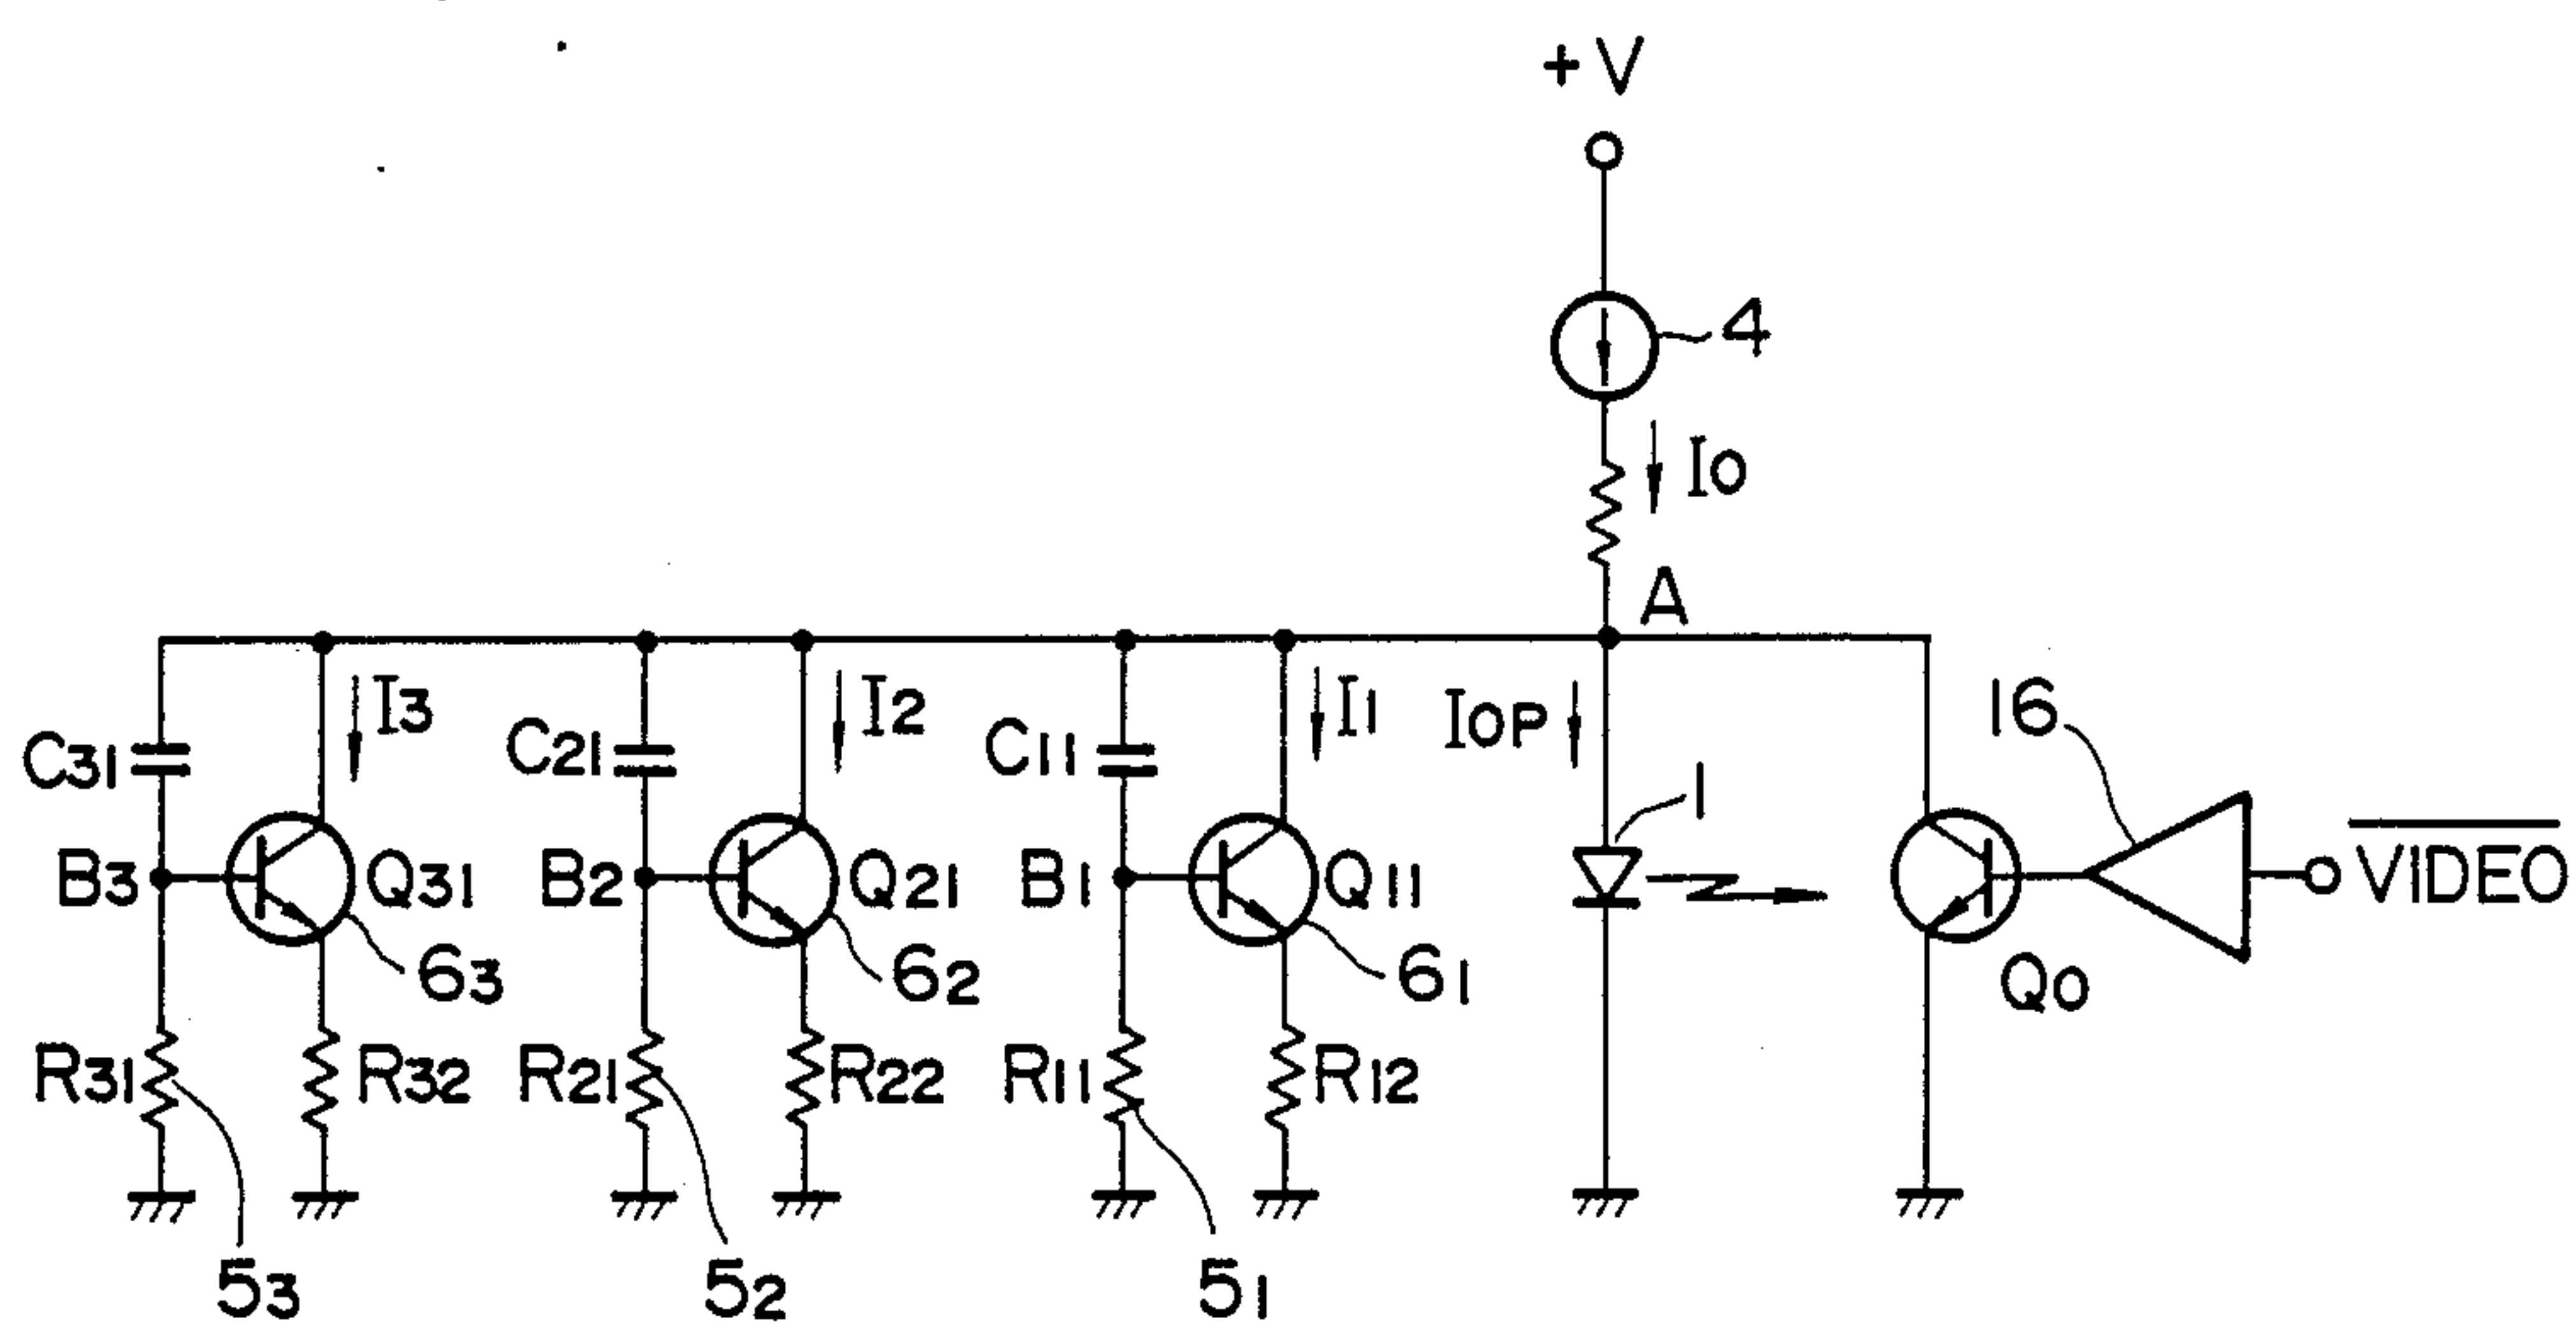 +V
4
I0
A
I3
I2
I1
IOP
16
C31
C21
C11
1
B3
Q31
B2
Q21
B1
Q11
VIDEO
63
62
61
Q0
R31
R32
R21
R22
R11
R12
53
52
51